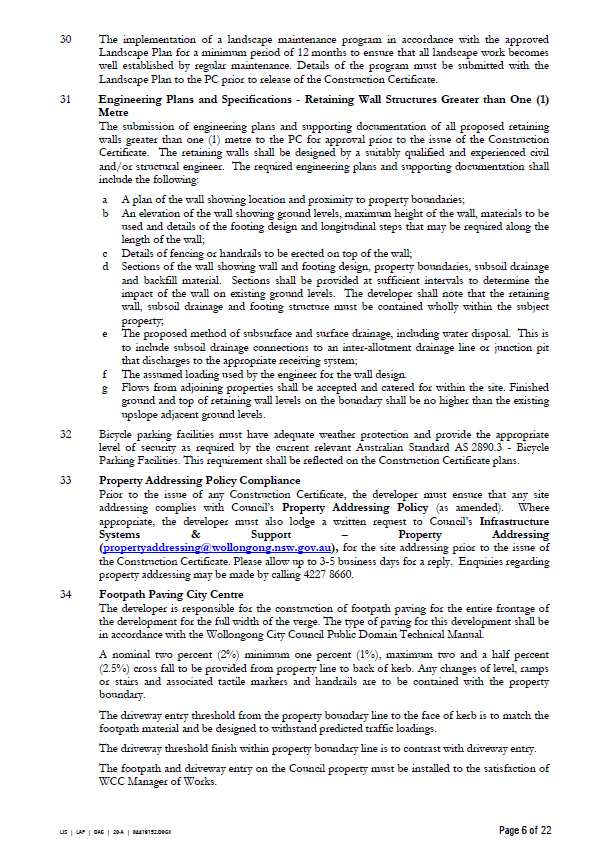 30 The implementation of a landscape maintenance program in accordance with the approved
Landscape Plan for a minimum period of 12 months to ensure that all landscape work becomes
well established by regular maintenance. Details of the program must be submitted with the
Landscape Plan to the PC prior to release of the Construction Certificate.
31 Engineering Plans and Specifications - Retaining Wall Structures Greater than One (1)
Metre
The submission of engineering plans and supporting documentation of all proposed retaining
walls greater than one (1) metre to the PC for approval prior to the issue of the Construction
Certificate. The retaining walls shall be designed by a suitably qualified and experienced civil
and/or structural engineer. The required engineering plans and supporting documentation shall
include the following:
a A plan of the wall showing location and proximity to property boundaries;
b An elevation of the wall showing ground levels, maximum height of the wall, materials to be
used and details of the footing design and longitudinal steps that may be required along the
length of the wall;
c Details of fencing or handrails to be erected on top of the wall;
d Sections of the wall showing wall and footing design, property boundaries, subsoil drainage
and backfill material. Sections shall be provided at sufficient intervals to determine the
impact of the wall on existing ground levels. The developer shall note that the retaining
wall, subsoil drainage and footing structure must be contained wholly within the subject
property;
e The proposed method of subsurface and surface drainage, including water disposal. This is
to include subsoil drainage connections to an inter-allotment drainage line or junction pit
that discharges to the appropriate receiving system;
f The assumed loading used by the engineer for the wall design.
g Flows from adjoining properties shall be accepted and catered for within the site. Finished
ground and top of retaining wall levels on the boundary shall be no higher than the existing
upslope adjacent ground levels.
32 Bicycle parking facilities must have adequate weather protection and provide the appropriate
level of security as required by the current relevant Australian Standard AS 2890.3 - Bicycle
Parking Facilities. This requirement shall be reflected on the Construction Certificate plans.
33 Property Addressing Policy Compliance
Prior to the issue of any Construction Certificate, the developer must ensure that any site
addressing complies with Council's Property Addressing Policy (as amended). Where
appropriate, the developer must also lodge a written request to Council's Infrastructure
Systems & Support – Property Addressing
(propertyaddressing@wollongong.nsw.gov.au), for the site addressing prior to the issue of
the Construction Certificate. Please allow up to 3-5 business days for a reply. Enquiries regarding
property addressing may be made by calling 4227 8660.
34 Footpath Paving City Centre
The developer is responsible for the construction of footpath paving for the entire frontage of
the development for the full width of the verge. The type of paving for this development shall be
in accordance with the Wollongong City Council Public Domain Technical Manual.
A nominal two percent (2%) minimum one percent (1%), maximum two and a half percent
(2.5%) cross fall to be provided from property line to back of kerb. Any changes of level, ramps
or stairs and associated tactile markers and handrails are to be contained with the property
boundary.
The driveway entry threshold from the property boundary line to the face of kerb is to match the
footpath material and be designed to withstand predicted traffic loadings.
The driveway threshold finish within property boundary line is to contrast with driveway entry.
The footpath and driveway entry on the Council property must be installed to the satisfaction of
WCC Manager of Works.
LIS | LAP | DAG | 20-A | 04419192.DOCX Page 6 of 22